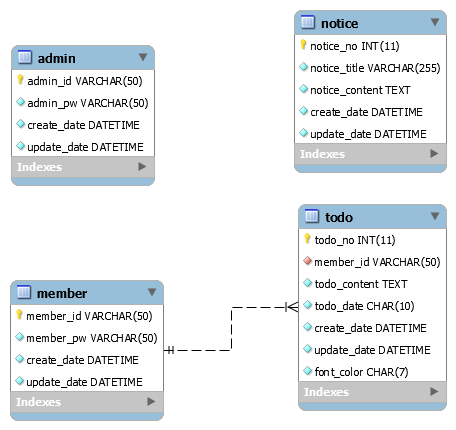 admin
admin_id VARCHAR(50)
admin_pw VARCHAR(50)
create_date DATETIME
update_date DATETIME
Indexes
notice
notice_no INT(11)
notice_title VARCHAR(255)
notice_content TEXT
create_date DATETIME
update_date DATETIME
Indexes
member
member_id VARCHAR(50)
member_pw VARCHAR(50)
create_date DATETIME
update_date DATETIME
Indexes
todo
todo_no INT(11)
member_id VARCHAR(50)
todo_content TEXT
todo_date CHAR(10)
create_date DATETIME
update_date DATETIME
font_color CHAR(7)
Indexes